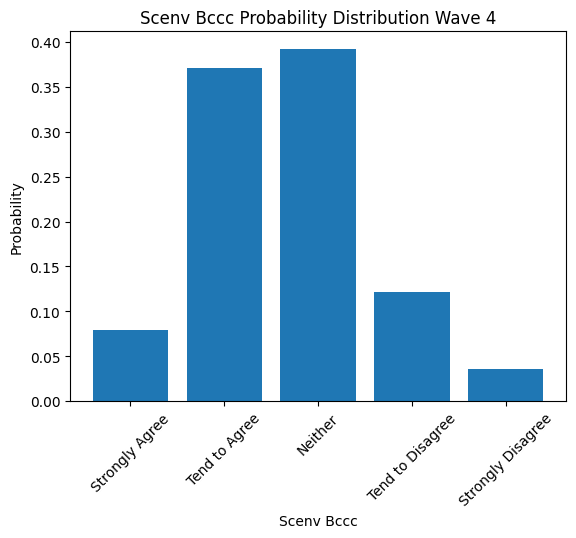 Scenv Bccc Probability Distribution Wave 4
Probability
0.40
0.35
0.30
0.25
0.20
0.15
0.10
0.05
0.00
Strongly Agree
Tend to Agree
Neither
Tend to Disagree
Strongly Disagree
Scenv Bccc